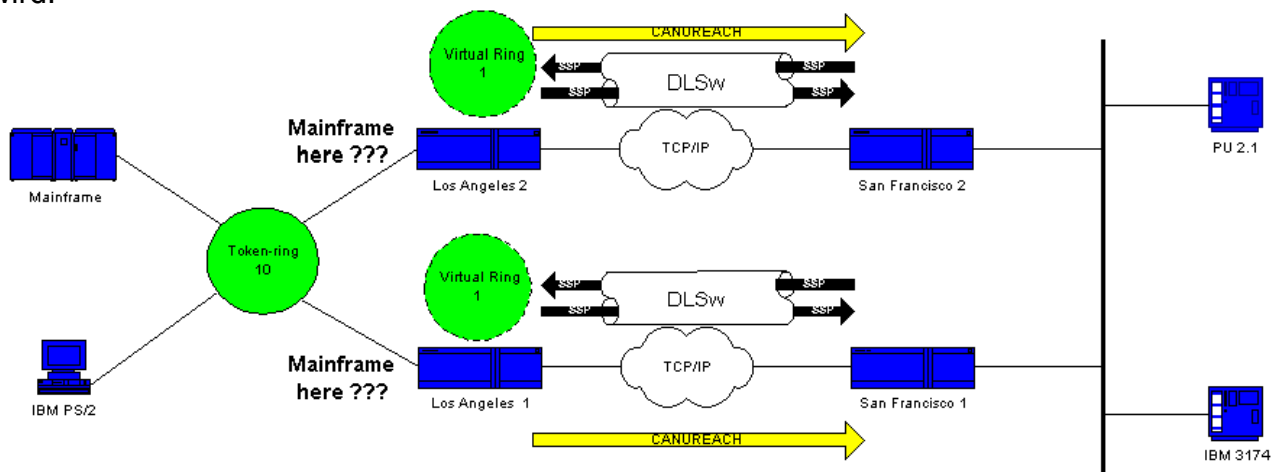 CANUREACH
Virtual Ring
1
SSP
SSP
DLSw
SSP
SSP
Mainframe
here ???
TCP/IP
PU 2.1
Mainframe
Los Angeles 2
San Francisco 2
Token-ring
10
Virtual Ring
1
SSP
SSP
DLSw
SSP
SSP
Mainframe
here ???
TCP/IP
IBM PS/2
Los Angeles 1
San Francisco 1
CANUREACH
IBM 3174